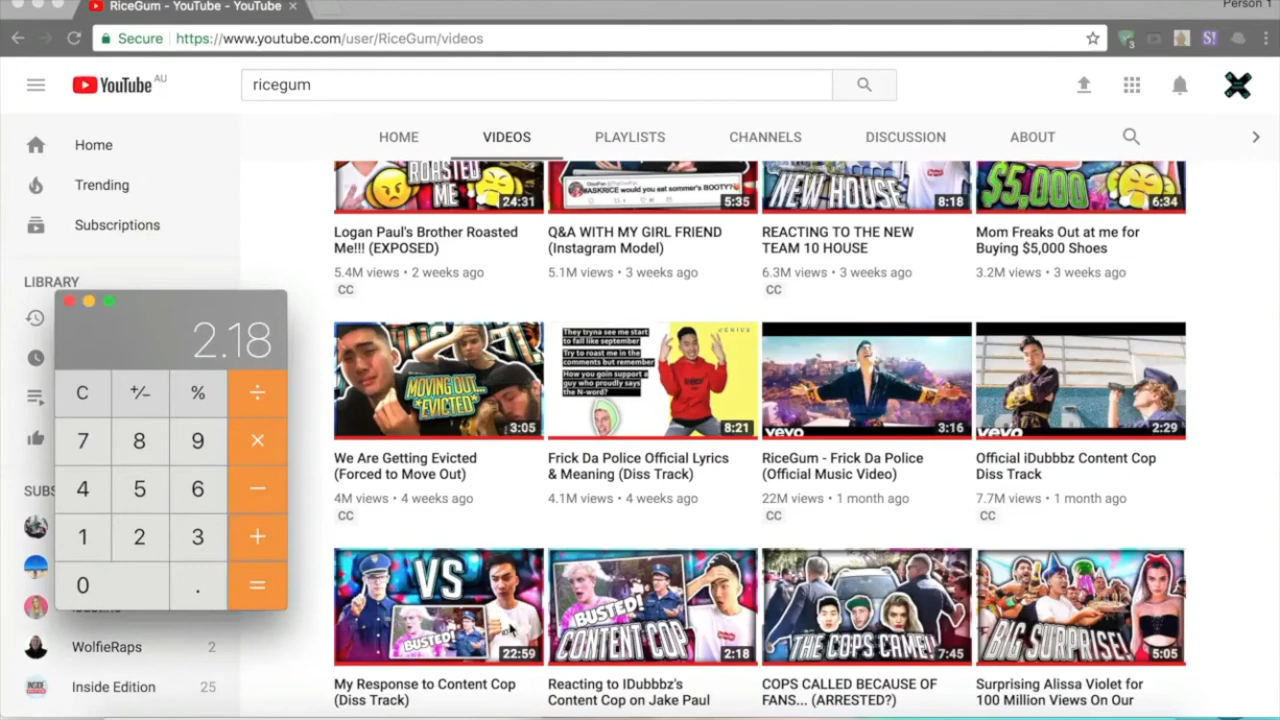 RiceGum - YouTube - YouTube ×
Person 1
Secure https://www.youtube.com/user/RiceGum/videos
3
S!
YouTube AU
ricegum
HOME VIDEOS PLAYLISTS CHANNELS DISCUSSION ABOUT
Home
Trending
Subscriptions
LIBRARY
ROASTED
ME
24:31
#ASKRICE would you eat sommer's BOOTY?
5:35
NEW HOUSE
8:18
$5,000
6:34
Logan Paul's Brother Roasted
Me!!! (EXPOSED)
5.4M views • 2 weeks ago
CC
Q&A WITH MY GIRL FRIEND
(Instagram Model)
5.1M views • 3 weeks ago
REACTING TO THE NEW
TEAM 10 HOUSE
6.3M views • 3 weeks ago
CC
Mom Freaks Out at me for
Buying $5,000 Shoes
3.2M views • 3 weeks ago
2.18
C +/- % ÷
7 8 9 ×
4 5 6 −
1 2 3 +
0 . =
SUBS
WolfieRaps 2
Inside Edition 25
INSIDE
MOVING OUT...
*EVICTED*
3:05
They tryna see me start
to fall like september
Try to roast me in the
comments but remember
How you goin support a
guy who proudly says
the N-word?
GENIUS
8:21
vevo
3:16
vevo
2:29
We Are Getting Evicted
(Forced to Move Out)
4M views • 4 weeks ago
CC
Frick Da Police Official Lyrics
& Meaning (Diss Track)
4.1M views • 4 weeks ago
RiceGum - Frick Da Police
(Official Music Video)
22M views • 1 month ago
CC
Official iDubbbz Content Cop
Diss Track
7.7M views • 1 month ago
CC
VS
BUSTED!
22:59
BUSTED!
CONTENT COP
2:18
THE COPS CAME!!
7:45
BIG SURPRISE!
5:05
My Response to Content Cop
(Diss Track)
Reacting to IDubbbz's
Content Cop on Jake Paul
COPS CALLED BECAUSE OF
FANS... (ARRESTED?)
Surprising Alissa Violet for
100 Million Views On Our